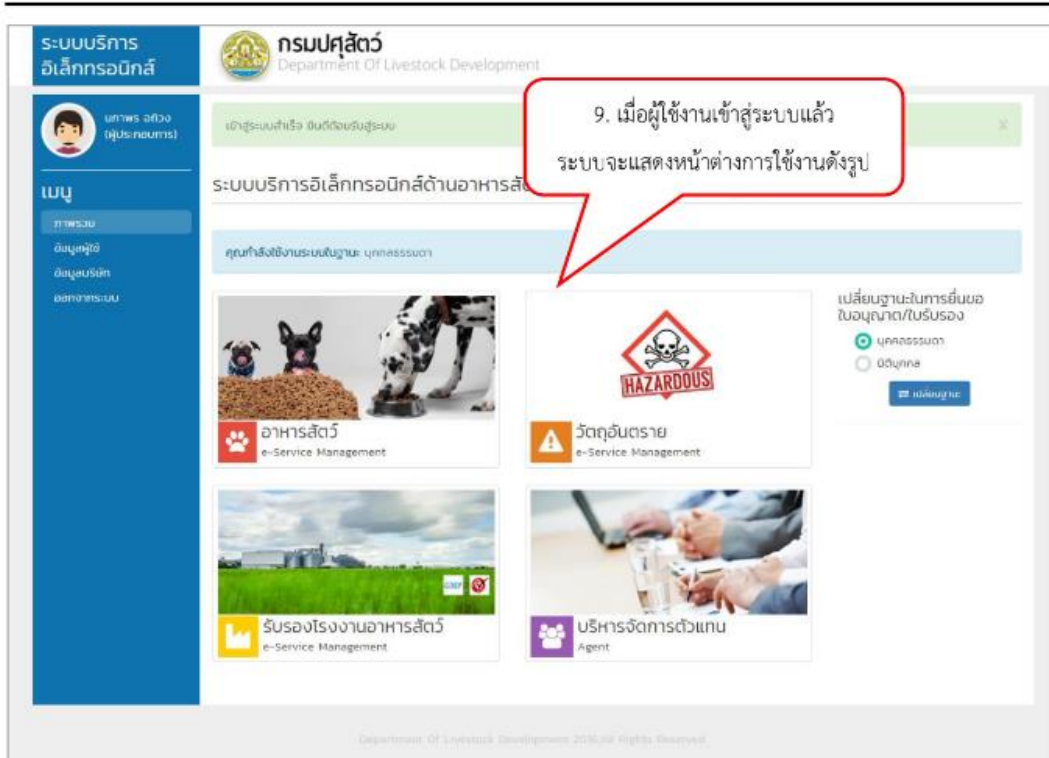 ระบบบริการ
อิเล็กทรอนิกส์
กรมปศุสัตว์
Department Of Livestock Development
(ผู้ประกอบการ)
เข้าสู่ระบบสำเร็จ ยินดีต้อนรับสู่ระบบ
×
9. เมื่อผู้ใช้งานเข้าสู่ระบบแล้ว
ระบบจะแสดงหน้าต่างการใช้งานดังรูป
เมนู
ภาพรวม
ข้อมูลผู้ใช้
ข้อมูลบริษัท
ออกจากระบบ
ระบบบริการอิเล็กทรอนิกส์ด้านอาหารสัต
คุณกำลังใช้งานระบบในฐานะ บุคคลธรรมดา
เปลี่ยนฐานะในการยื่นขอ
ใบอนุญาต/ใบรับรอง
บุคคลธรรมดา
นิติบุคคล
เปลี่ยนฐานะ
HAZARDOUS
อาหารสัตว์
e-Service Management
วัตถุอันตราย
e-Service Management
GMP
รับรองโรงงานอาหารสัตว์
e-Service Management
บริหารจัดการตัวแทน
Agent
Department Of Livestock Development 2016.All Rights Reserved